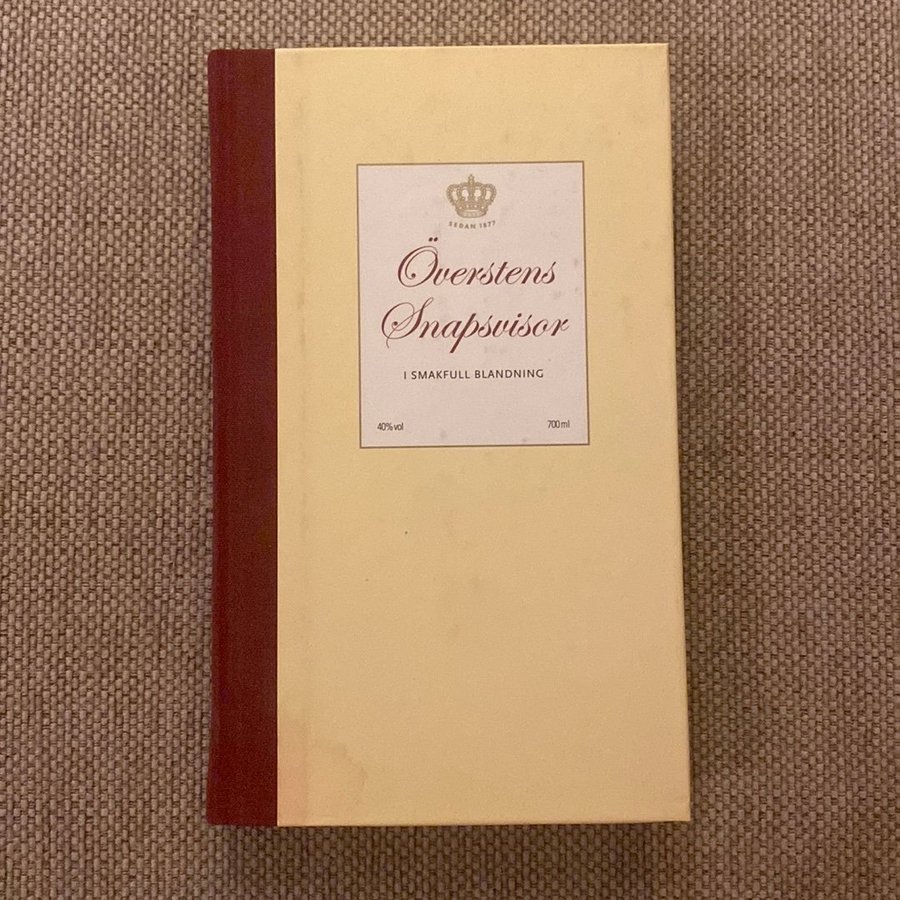 SEDAN 1877
Överstens
Snapsvisor
I SMAKFULL BLANDNING
40% vol
700 ml